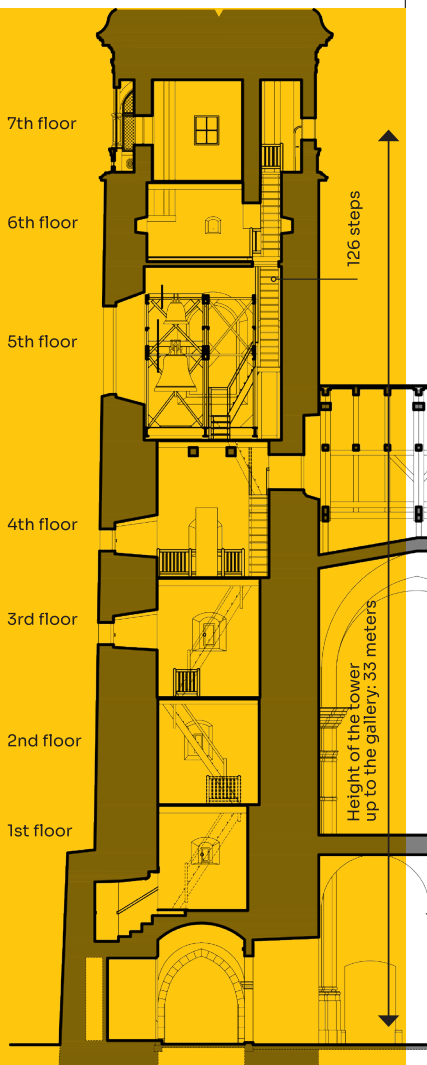 7th floor
6th floor
126 steps
5th floor
4th floor
3rd floor
Height of the tower
up to the gallery: 33 meters
2nd floor
1st floor